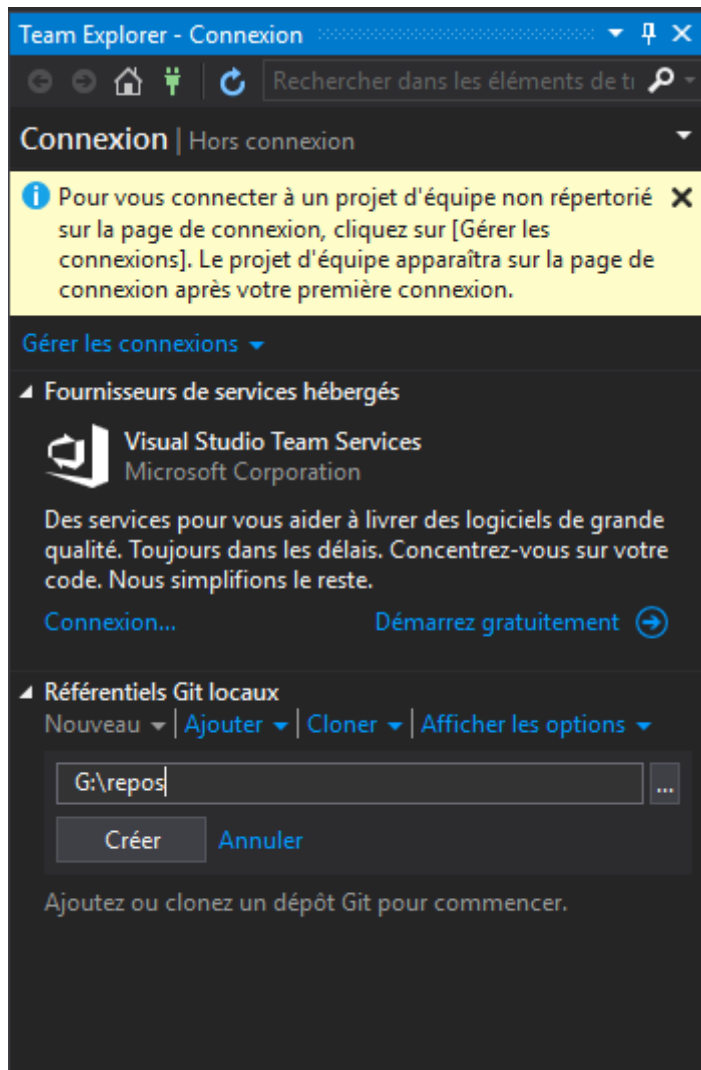 Team Explorer - Connexion
Rechercher dans les éléments de
Connexion | Hors connexion
Pour vous connecter à un projet d'équipe non répertorié
sur la page de connexion, cliquez sur [Gérer les
connexions]. Le projet d'équipe apparaîtra sur la page de
connexion après votre première connexion.
Gérer les connexions
Fournisseurs de services hébergés
Visual Studio Team Services
Microsoft Corporation
Des services pour vous aider à livrer des logiciels de grande
qualité. Toujours dans les délais. Concentrez-vous sur votre
code. Nous simplifions le reste.
Connexion... Démarrez gratuitement
Référentiels Git locaux
Nouveau | Ajouter | Cloner | Afficher les options
G:\repos ...
Créer Annuler
Ajoutez ou clonez un dépôt Git pour commencer.